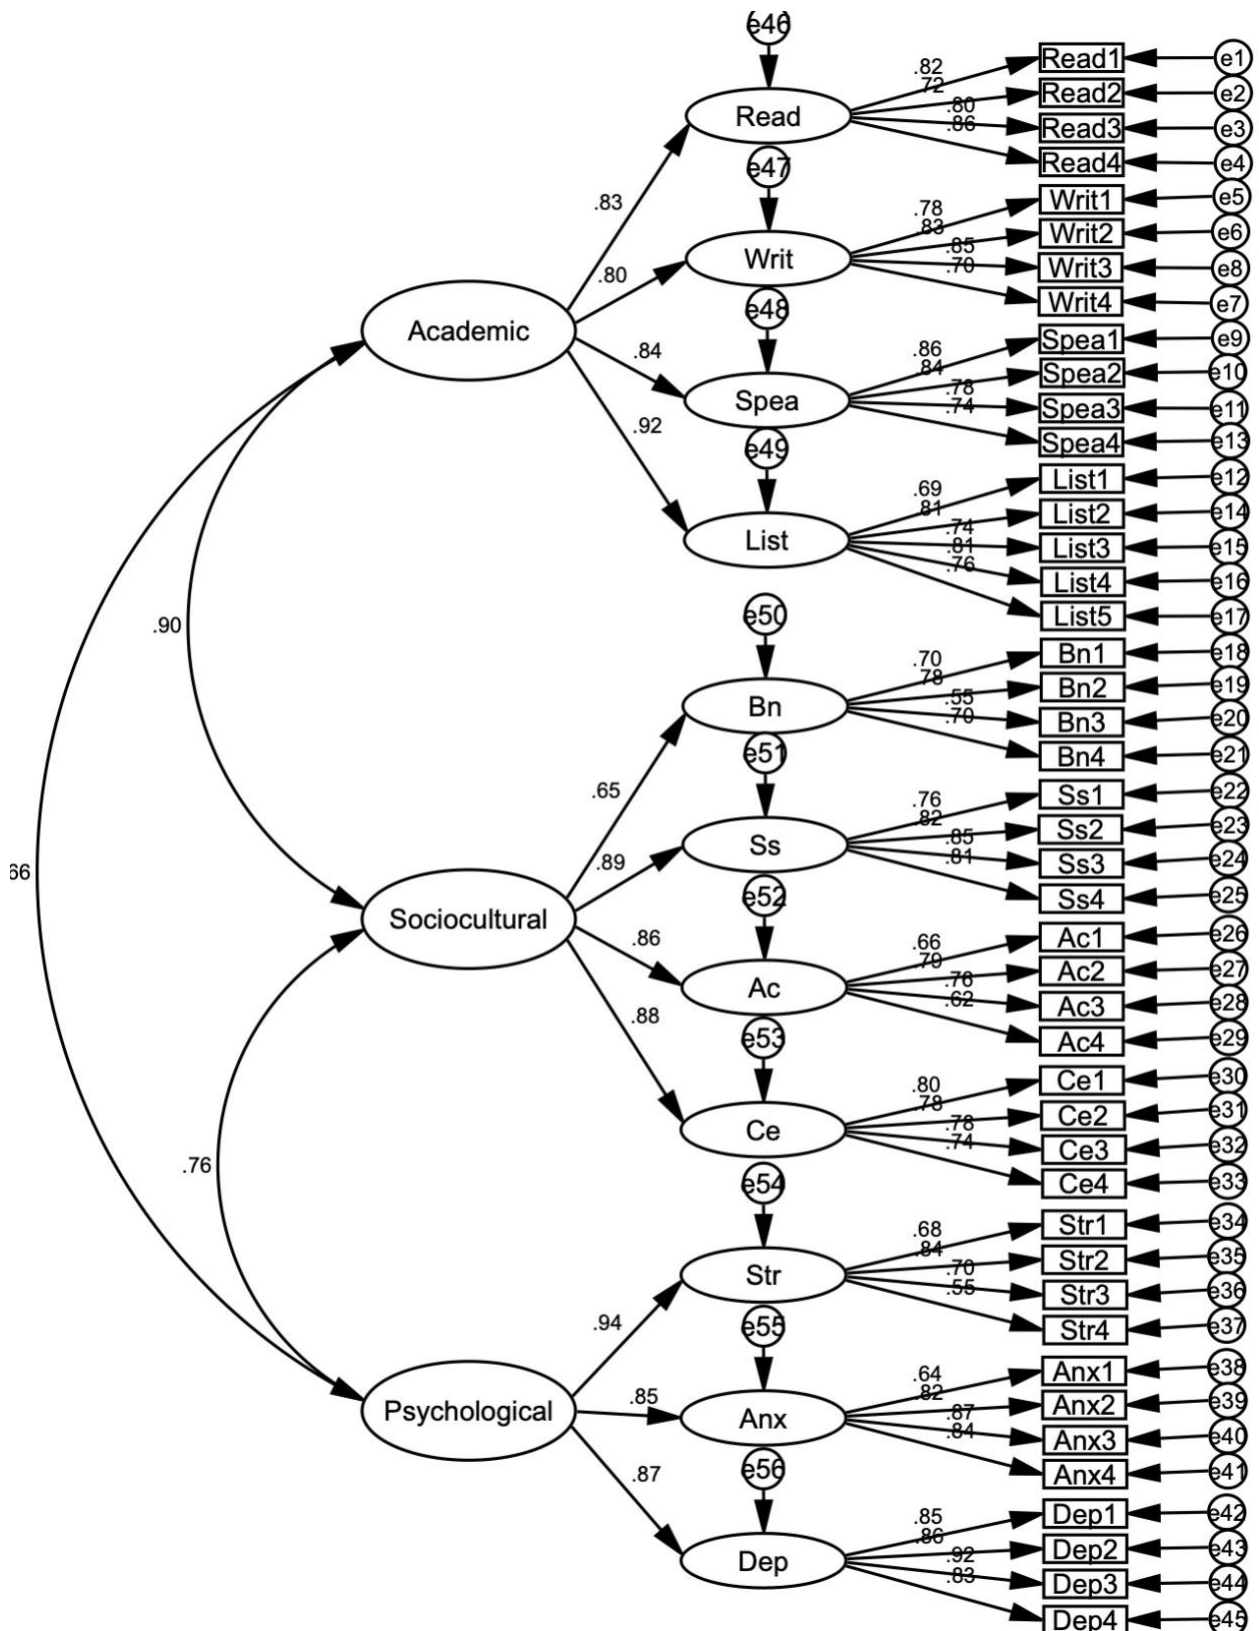 e46
Read
.82
.72
.80
.86
Read1
e1
Read2
e2
Read3
e3
Read4
e4
e47
.83
Writ
.78
.83
.85
.70
Writ1
e5
Writ2
e6
Writ3
e8
Writ4
e7
.80
e48
Academic
.84
Spea
.86
.84
.78
.74
Spea1
e9
Spea2
e10
Spea3
e11
Spea4
e13
.92
e49
List
.69
.81
.74
.81
.76
List1
e12
List2
e14
List3
e15
List4
e16
List5
e17
.90
e50
Bn
.70
.78
.55
.70
Bn1
e18
Bn2
e19
Bn3
e20
Bn4
e21
.65
e51
Ss
.76
.82
.85
.81
Ss1
e22
Ss2
e23
Ss3
e24
Ss4
e25
.89
66
e52
Sociocultural
.86
Ac
.66
.79
.76
.62
Ac1
e26
Ac2
e27
Ac3
e28
Ac4
e29
.88
e53
Ce
.80
.78
.78
.74
Ce1
e30
Ce2
e31
Ce3
e32
Ce4
e33
.76
e54
Str
.68
.84
.70
.55
Str1
e34
Str2
e35
Str3
e36
Str4
e37
.94
e55
Psychological
.85
Anx
.64
.82
.87
.84
Anx1
e38
Anx2
e39
Anx3
e40
Anx4
e41
.87
e56
Dep
.85
.86
.92
.83
Dep1
e42
Dep2
e43
Dep3
e44
Dep4
e45